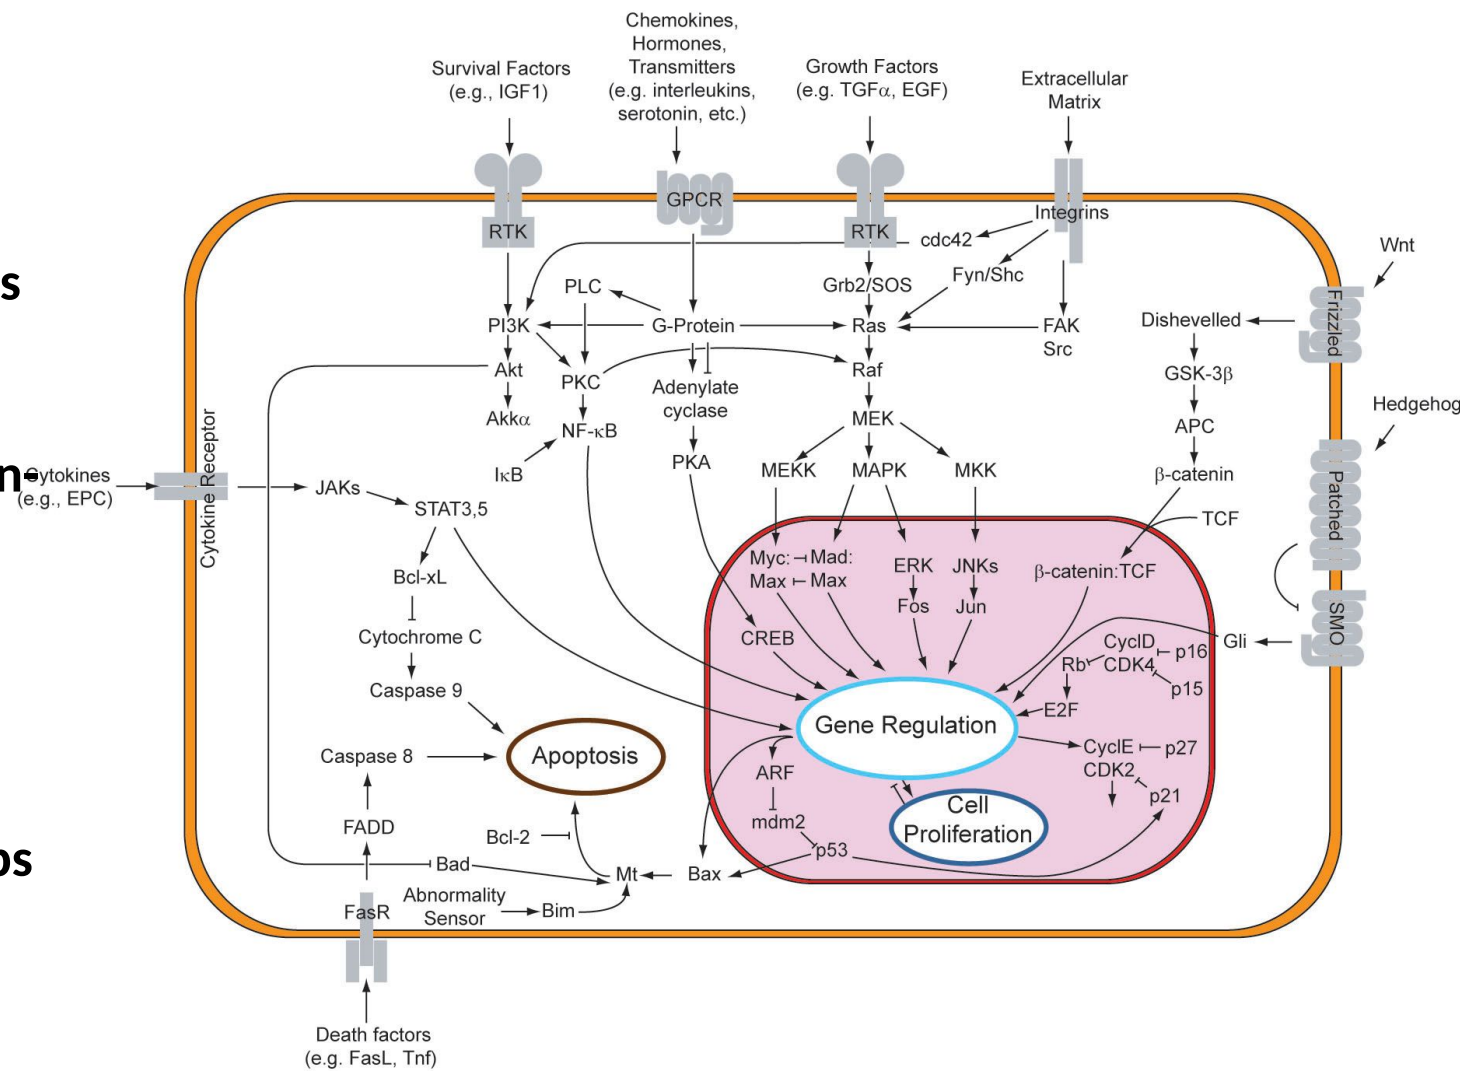 Survival Factors
(e.g., IGF1)
Chemokines,
Hormones,
Transmitters
(e.g. interleukins,
serotonin, etc.)
Growth Factors
(e.g. TGFα, EGF)
Extracellular
Matrix
RTK
GPCR
RTK
Integrins
cdc42
Fyn/Shc
Grb2/SOS
PLC
PI3K
G-Protein
Ras
FAK
Src
Akt
PKC
Adenylate
cyclase
Raf
Akkα
NF-κB
IκB
PKA
MEK
MEKK
MAPK
MKK
Wnt
Frizzled
Dishevelled
GSK-3β
APC
β-catenin
TCF
Hedgehog
Patched
SMO
Gli
s
n-
os
Cytokines
(e.g., EPC)
Cytokine Receptor
JAKs
STAT3,5
Bcl-xL
Cytochrome C
Caspase 9
Caspase 8
Apoptosis
FADD
Bcl-2
Bad
Mt
Bax
Abnormality
Sensor
Bim
FasR
Death factors
(e.g. FasL, Tnf)
Myc:
Max
Mad:
Max
ERK
Fos
JNKs
Jun
β-catenin:TCF
CREB
CyclD
CDK4
p16
p15
Rb
E2F
Gene Regulation
CyclE
CDK2
p27
p21
ARF
mdm2
p53
Cell
Proliferation